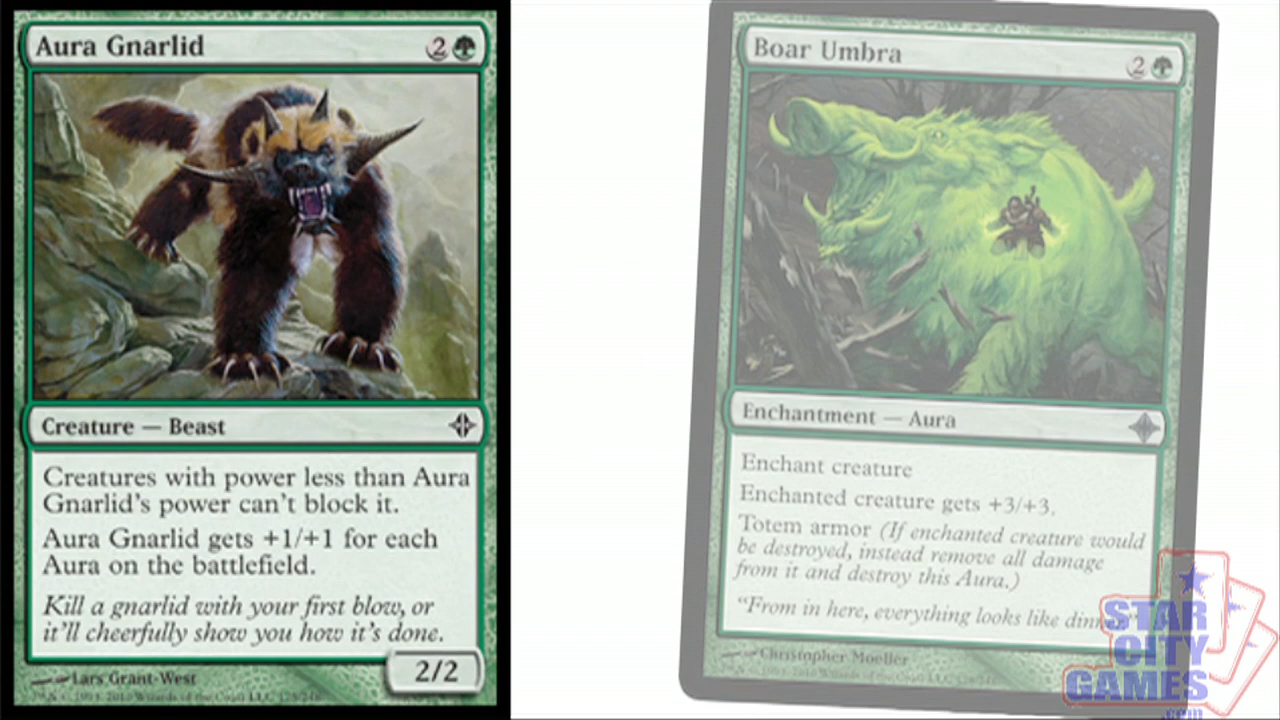 Aura Gnarlid
2
Creature — Beast
Creatures with power less than Aura
Gnarlid's power can't block it.
Aura Gnarlid gets +1/+1 for each
Aura on the battlefield.
Kill a gnarlid with your first blow, or
it'll cheerfully show you how it's done.
2/2
Lars Grant-West
Boar Umbra
2
Enchantment — Aura
Enchant creature
Enchanted creature gets +3/+3.
Totem armor (If enchanted creature would
be destroyed, instead remove all damage
from it and destroy this Aura.)
"From in here, everything looks like dinner."
Christopher Moeller
STAR
CITY
GAMES
.com